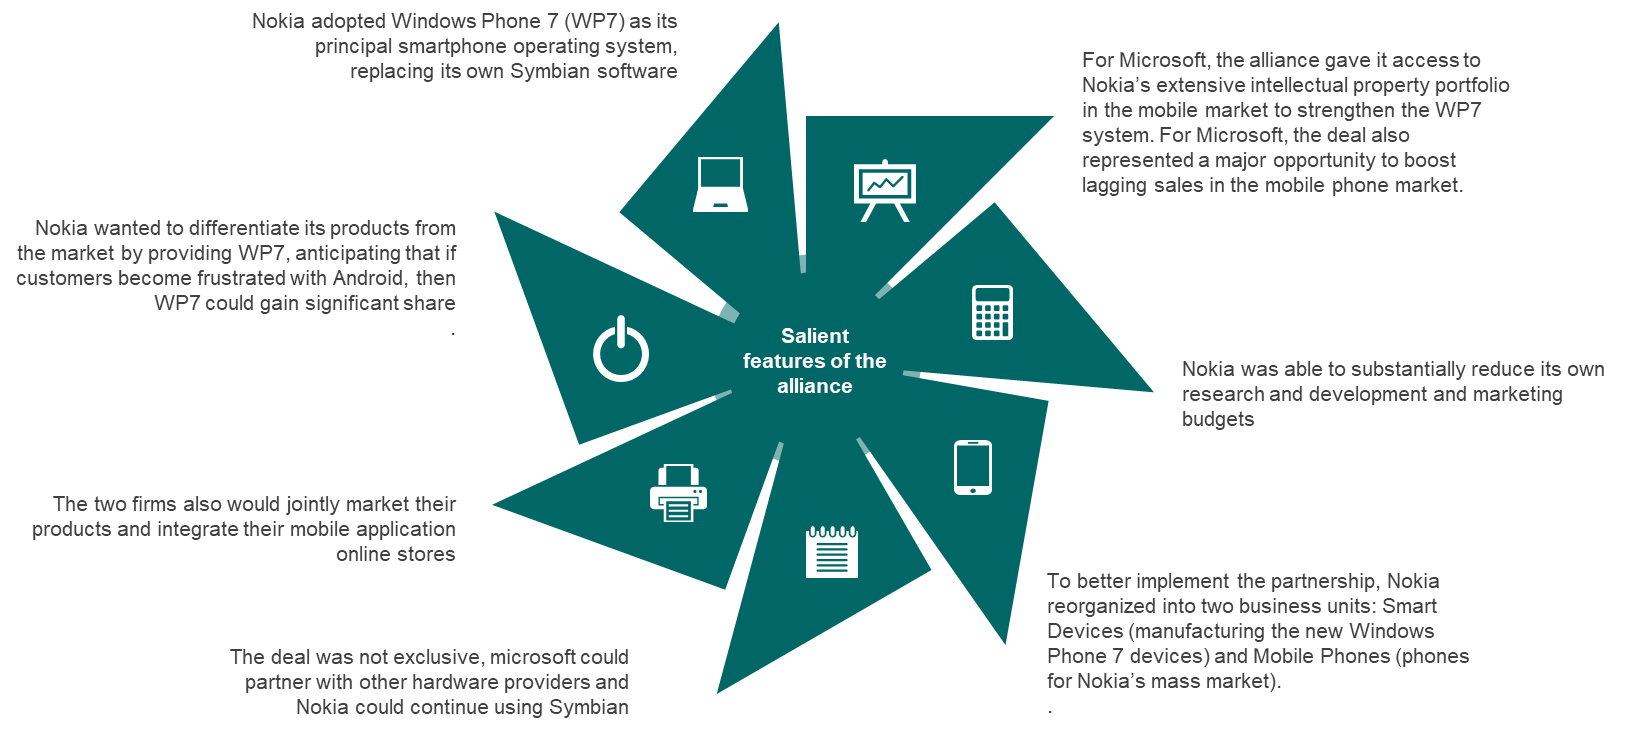 Nokia adopted Windows Phone 7 (WP7) as its
principal smartphone operating system,
replacing its own Symbian software
For Microsoft, the alliance gave it access to
Nokia’s extensive intellectual property portfolio
in the mobile market to strengthen the WP7
system. For Microsoft, the deal also
represented a major opportunity to boost
lagging sales in the mobile phone market.
Nokia wanted to differentiate its products from
the market by providing WP7, anticipating that if
customers become frustrated with Android, then
WP7 could gain significant share
.
Salient
features of the
alliance
Nokia was able to substantially reduce its own
research and development and marketing
budgets
The two firms also would jointly market their
products and integrate their mobile application
online stores
To better implement the partnership, Nokia
reorganized into two business units: Smart
Devices (manufacturing the new Windows
Phone 7 devices) and Mobile Phones (phones
for Nokia’s mass market).
.
The deal was not exclusive, microsoft could
partner with other hardware providers and
Nokia could continue using Symbian